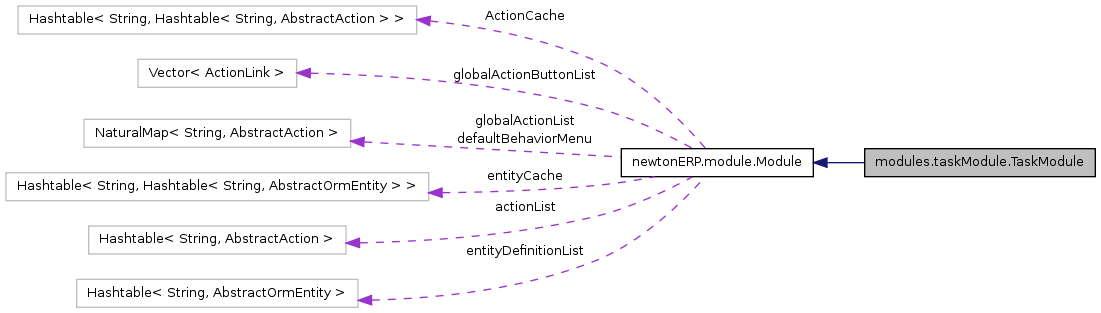 ActionCache
Hashtable< String, Hashtable< String, AbstractAction > >
Vector< ActionLink >
globalActionButtonList
globalActionList
NaturalMap< String, AbstractAction >
defaultBehaviorMenu
newtonERP.module.Module
modules.taskModule.TaskModule
entityCache
Hashtable< String, Hashtable< String, AbstractOrmEntity > >
actionList
Hashtable< String, AbstractAction >
entityDefinitionList
Hashtable< String, AbstractOrmEntity >